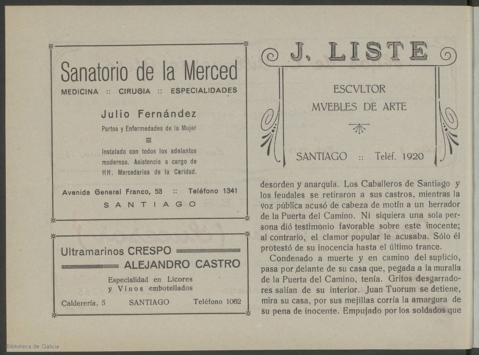 Sanatorio de la Merced
MEDICINA :: CIRUGIA :: ESPECIALIDADES
Julio Fernández
Partos y Enfermedades de la Mujer
Instalado con todos los adelantos
modernos. Asistencia a cargo de
HH. Mercedarias de la Caridad.
Avenida General Franco, 58 :: Teléfono 1341
SANTIAGO
Ultramarinos CRESPO
ALEJANDRO CASTRO
Especialidad en Licores
y Vinos embotellados
Calderería, 5 SANTIAGO Teléfono 1062
J. LISTE
ESCVLTOR
MVEBLES DE ARTE
SANTIAGO :: Teléf. 1920
desorden y anarquía. Los Caballeros de Santiago y
los feudales se retiraron a sus castros, mientras la
voz pública acusó de cabeza de motín a un herrador
de la Puerta del Camino. Ni siquiera una sola per-
sona dió testimonio favorable sobre este inocente;
al contrario, el clamor popular le acusaba. Sólo él
protestó de su inocencia hasta el último trance.
Condenado a muerte y en camino del suplicio,
pasa por delante de su casa que, pegada a la muralla
de la Puerta del Camino, tenía. Gritos desgarrado-
res salían de su interior. Juan Tuorum se detiene,
mira su casa, por sus mejillas corría la amargura de
su pena de inocente. Empujado por los soldados que
Biblioteca de Galicia